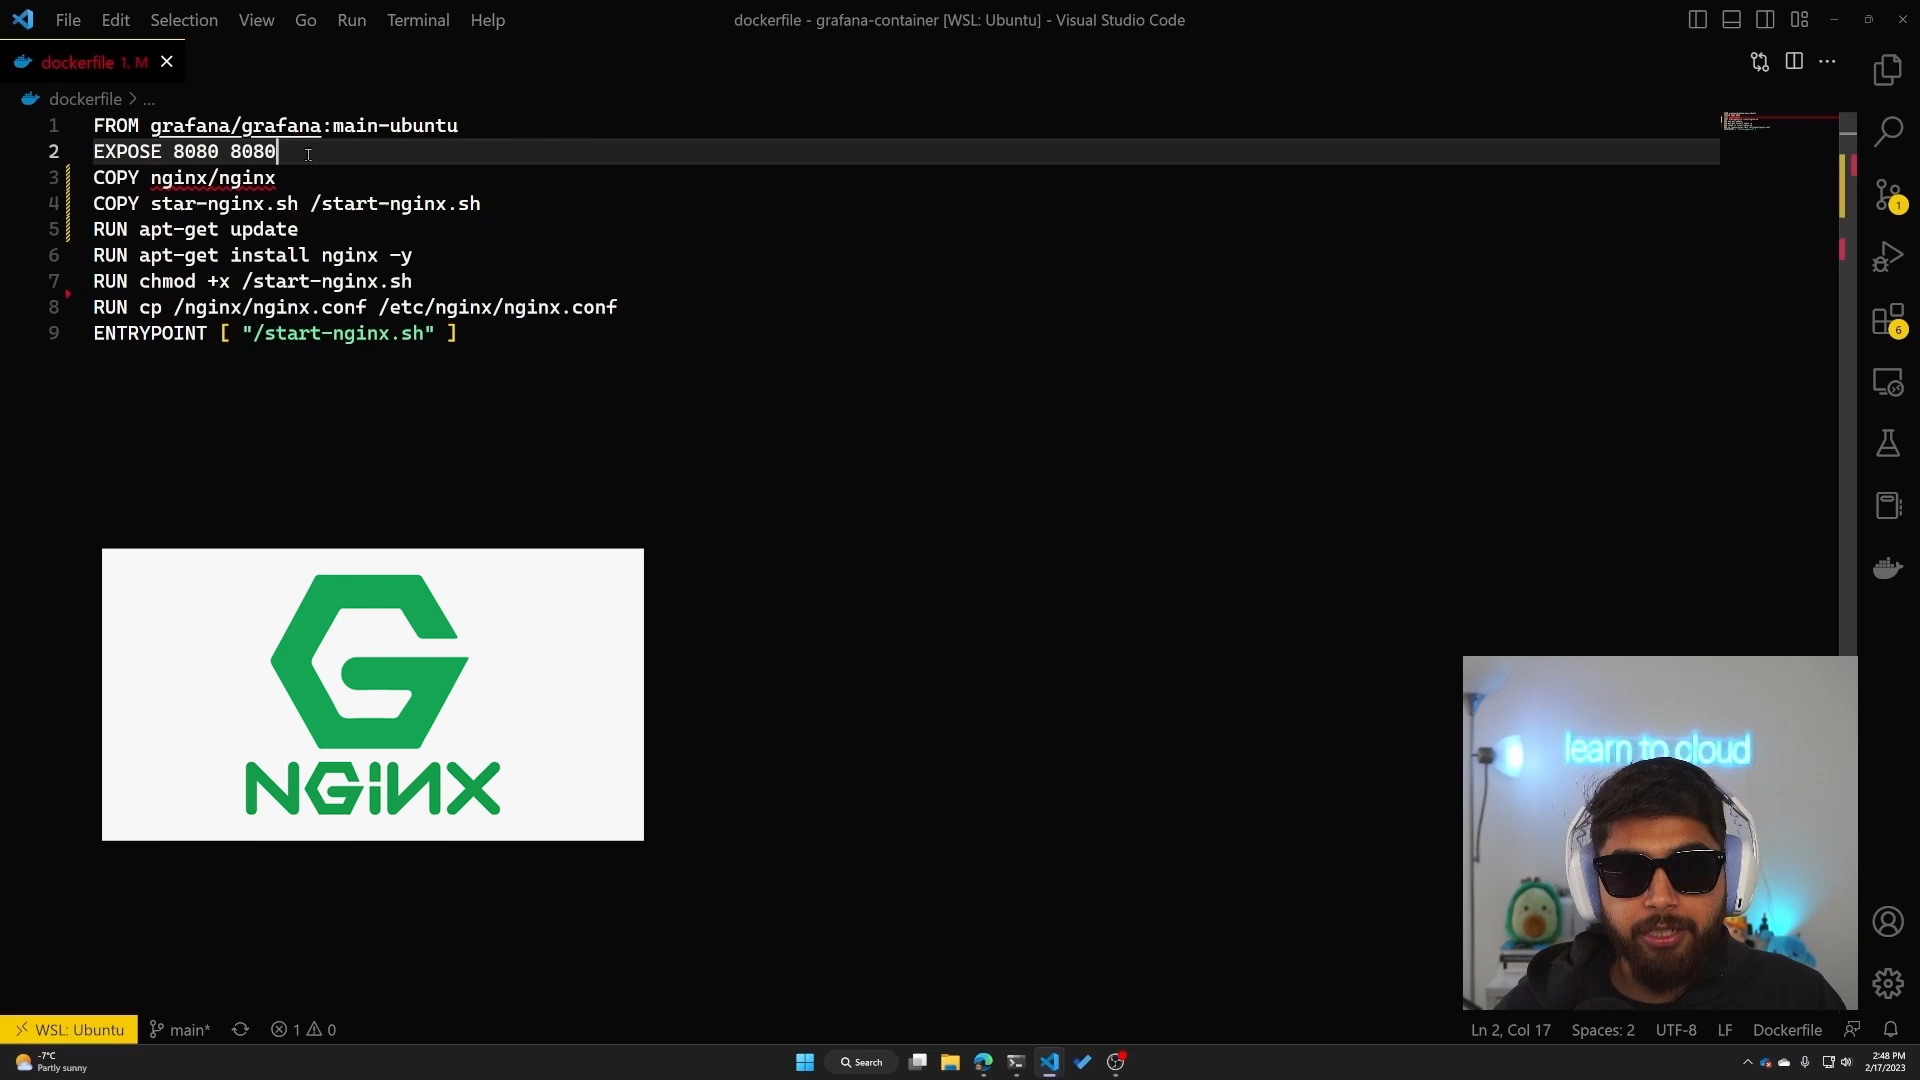 File Edit Selection View Go Run Terminal Help
dockerfile - grafana-container [WSL: Ubuntu] - Visual Studio Code
dockerfile 1, M
dockerfile > ...
1 FROM grafana/grafana:main-ubuntu
2 EXPOSE 8080 8080
3 COPY nginx/nginx
4 COPY star-nginx.sh /start-nginx.sh
5 RUN apt-get update
6 RUN apt-get install nginx -y
7 RUN chmod +x /start-nginx.sh
8 RUN cp /nginx/nginx.conf /etc/nginx/nginx.conf
9 ENTRYPOINT [ "/start-nginx.sh" ]
1
6
NGINX
learn to cloud
WSL: Ubuntu main* 1 0
Ln 2, Col 17 Spaces: 2 UTF-8 LF Dockerfile
-7°C
Partly sunny
Search
2:48 PM
2/17/2023